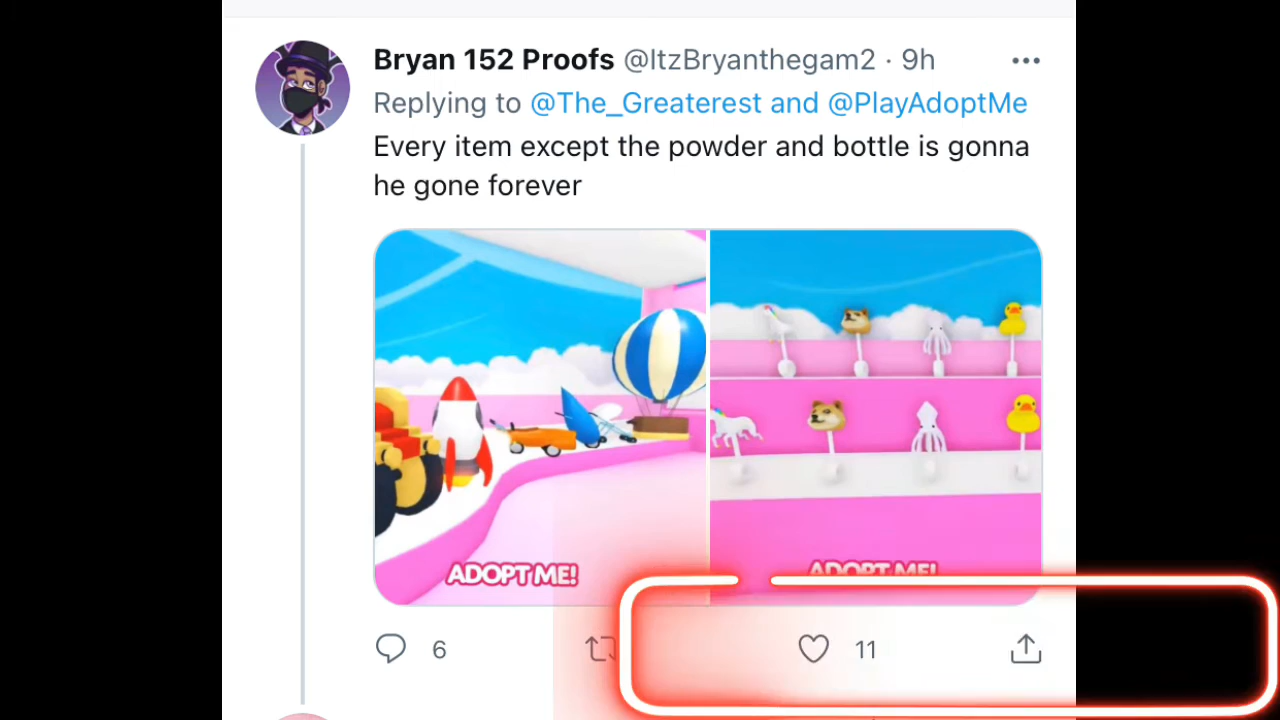 Bryan 152 Proofs @ItzBryanthegam2 · 9h
Replying to @The_Greaterest and @PlayAdoptMe
Every item except the powder and bottle is gonna
he gone forever
ADOPT ME!
ADOPT ME!
6
11